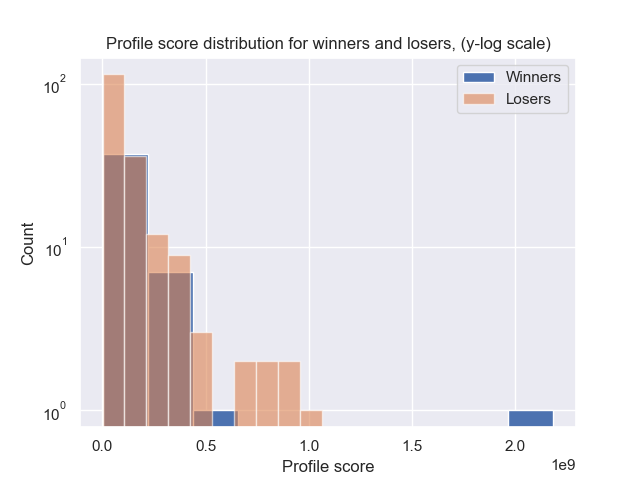 Profile score distribution for winners and losers, (y-log scale)
Winners
Losers
10²
10¹
10⁰
Count
0.0 0.5 1.0 1.5 2.0
1e9
Profile score